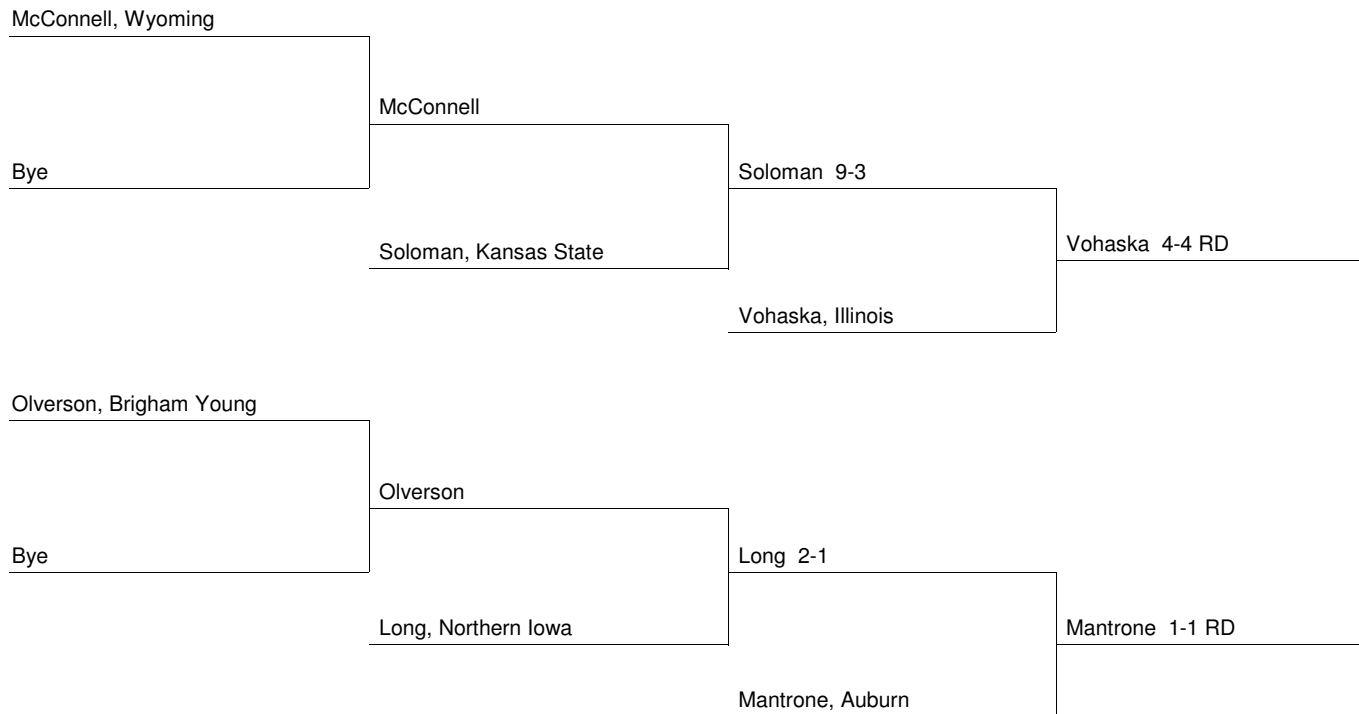 McConnell, Wyoming
McConnell
Bye
Soloman  9-3
Soloman, Kansas State
Vohaska  4-4 RD
Vohaska, Illinois
Olverson, Brigham Young
Olverson
Bye
Long  2-1
Long, Northern Iowa
Mantrone  1-1 RD
Mantrone, Auburn